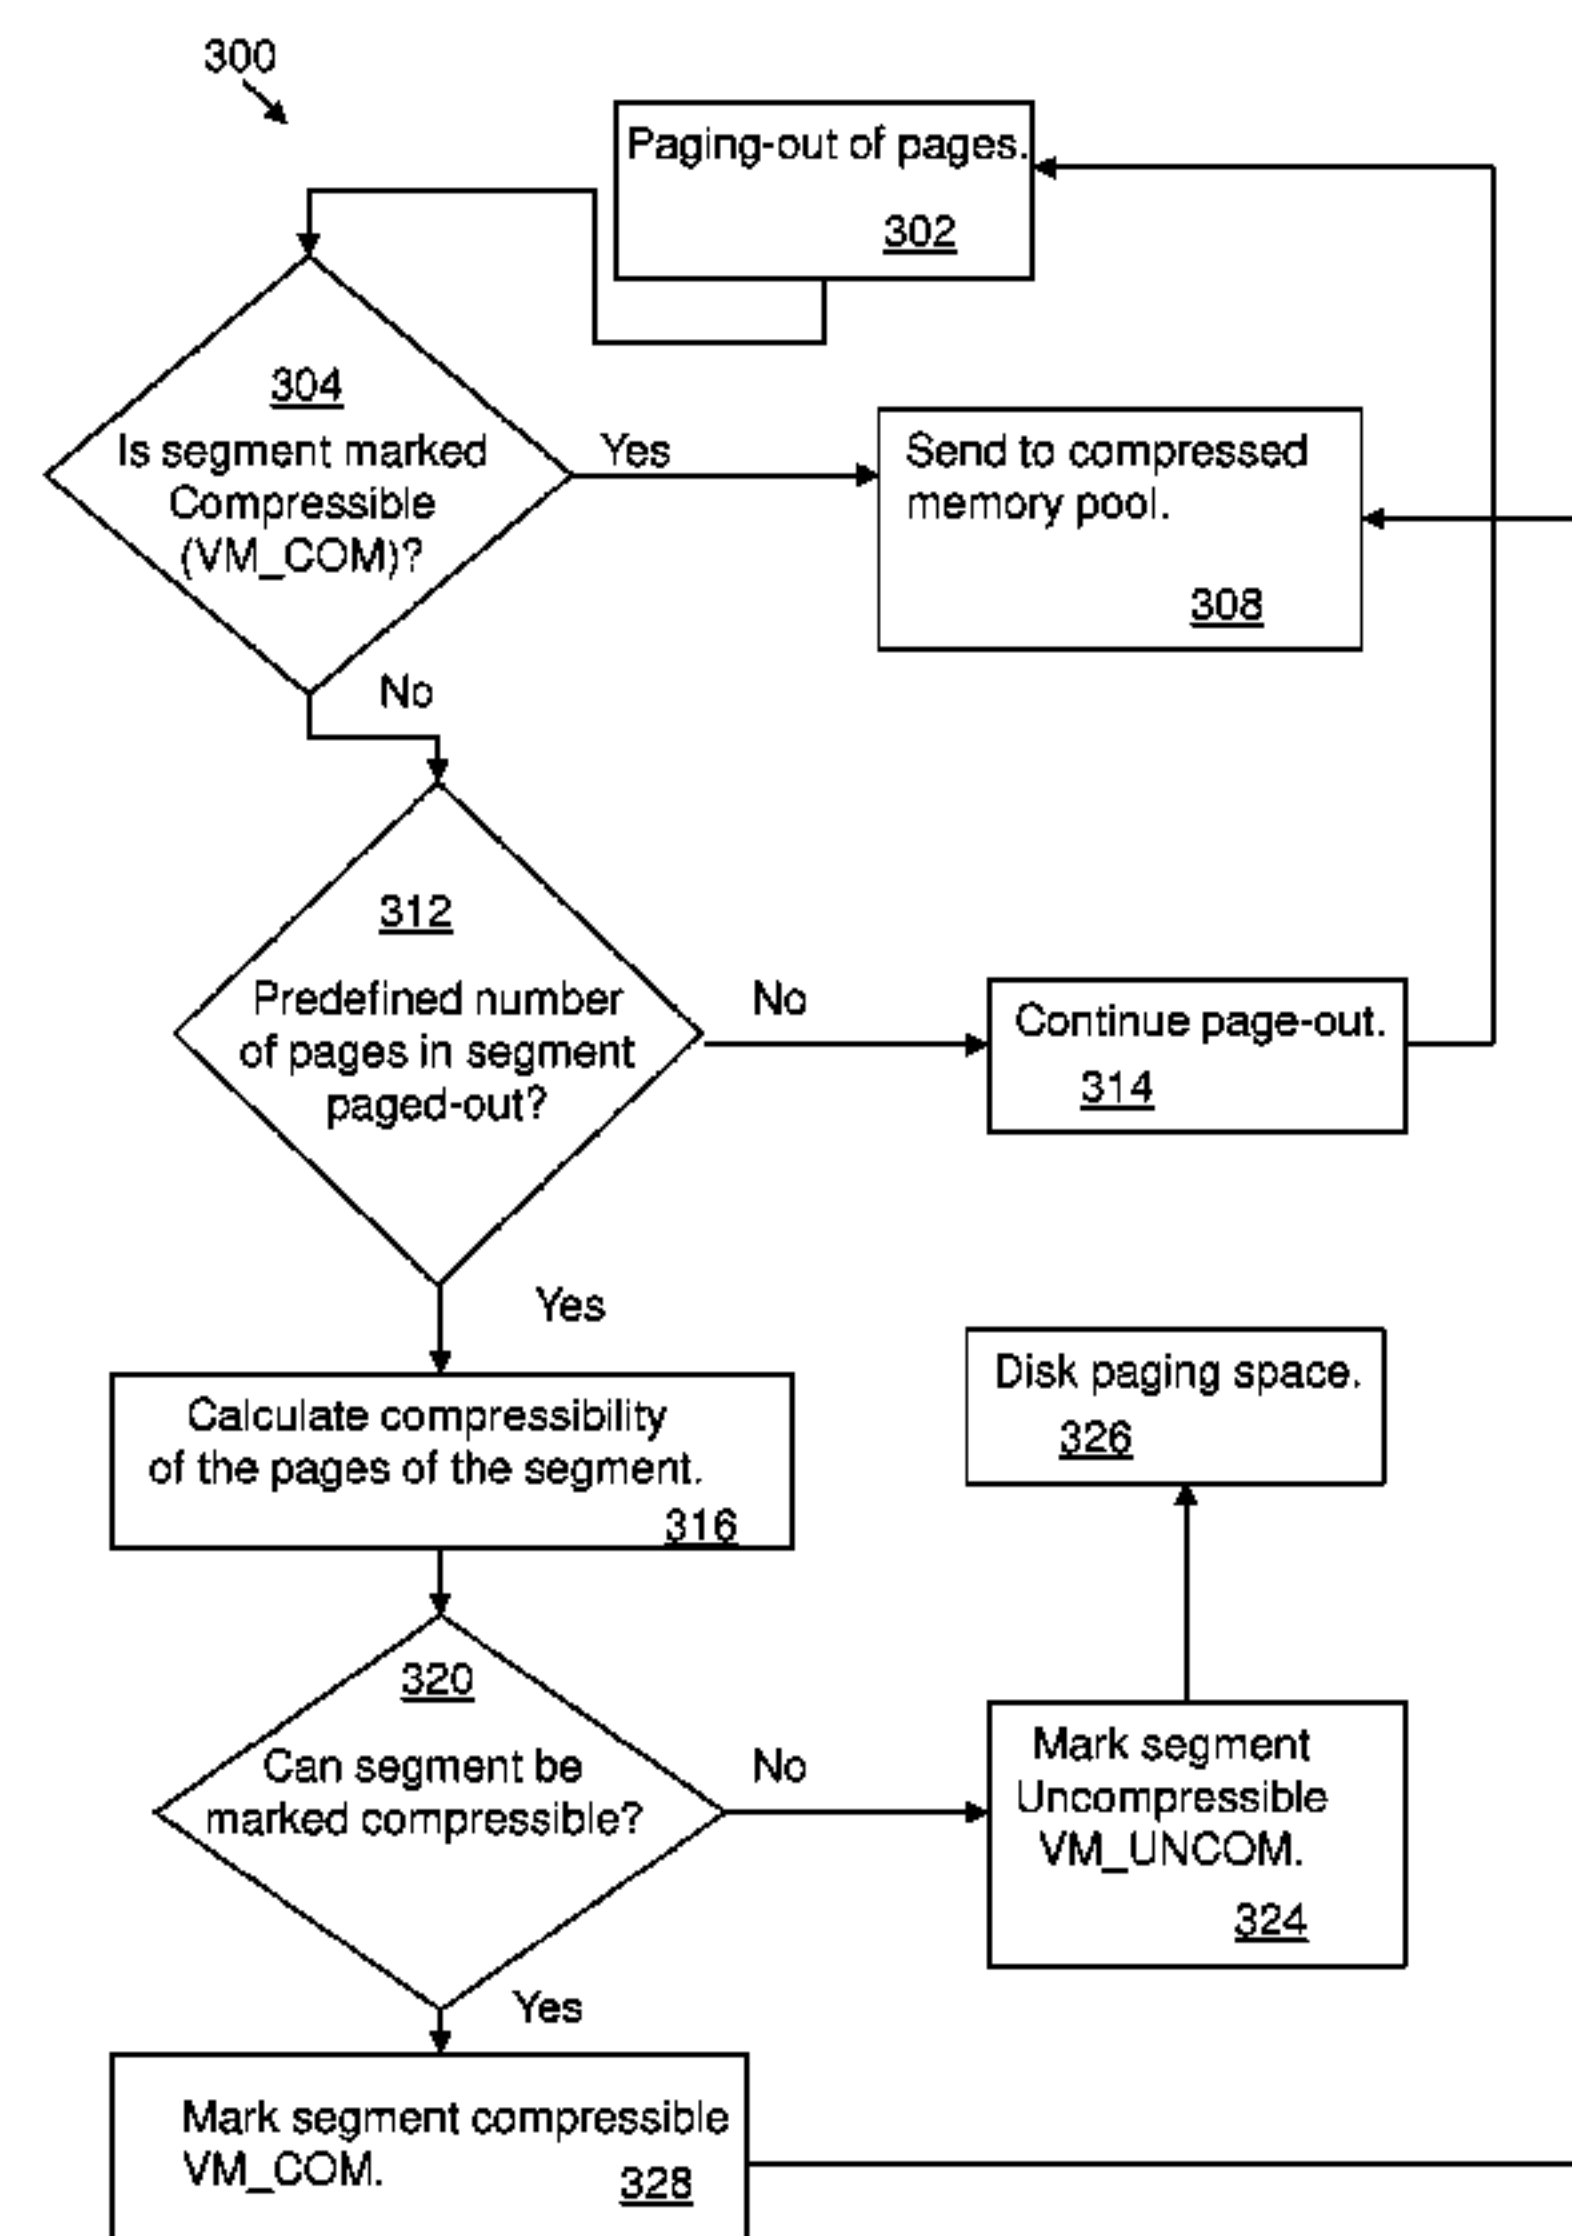 300
Paging-out of pages.
302
304
Is segment marked
Compressible
(VM_COM)?
Yes
Send to compressed
memory pool.
308
No
312
Predefined number
of pages in segment
paged-out?
No
Continue page-out.
314
Yes
Calculate compressibility
of the pages of the segment.
316
Disk paging space.
326
320
Can segment be
marked compressible?
No
Mark segment
Uncompressible
VM_UNCOM.
324
Yes
Mark segment compressible
VM_COM.
328